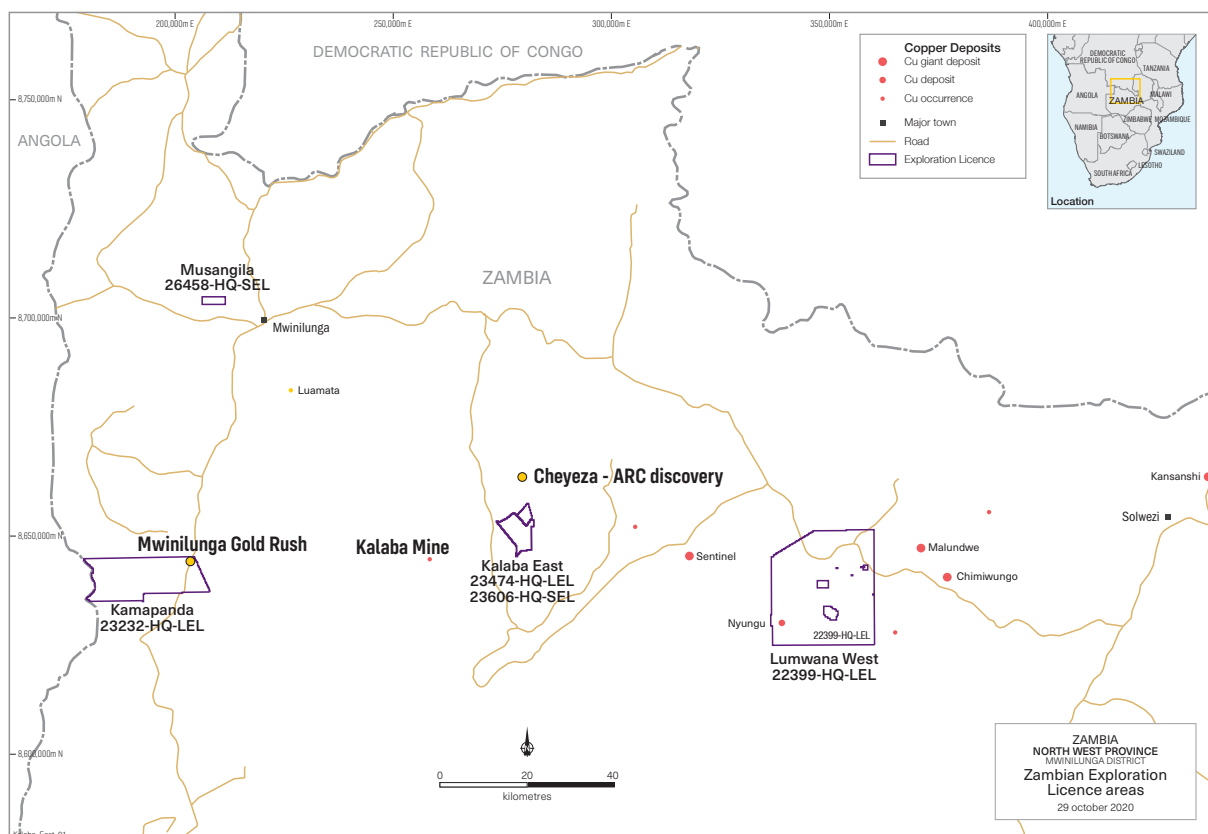 200,000m E
250,000m E
300,000m E
350,000m E
400,000m E
DEMOCRATIC REPUBLIC OF CONGO
8,750,000m N
ANGOLA
Copper Deposits
Cu giant deposit
Cu deposit
Cu occurrence
Major town
Road
Exploration Licence
DEMOCRATIC
REPUBLIC OF CONGO
TANZANIA
ANGOLA
MALAWI
ZAMBIA
ZIMBABWE
MOZAMBIQUE
NAMIBIA
BOTSWANA
SWAZILAND
LESOTHO
SOUTH AFRICA
Location
Musangila
26458-HQ-SEL
ZAMBIA
8,700,000m N
Mwinilunga
Luamata
Cheyeza - ARC discovery
Kansanshi
Solwezi
8,650,000m N
Mwinilunga Gold Rush
Kalaba Mine
Sentinel
Malundwe
Kalaba East
23474-HQ-LEL
23606-HQ-SEL
Chimiwungo
Kamapanda
23232-HQ-LEL
Nyungu
22399-HQ-LEL
Lumwana West
22399-HQ-LEL
8,600,000m N
N
0
20
40
kilometres
ZAMBIA
NORTH WEST PROVINCE
MWINILUNGA DISTRICT
Zambian Exploration
Licence areas
29 october 2020